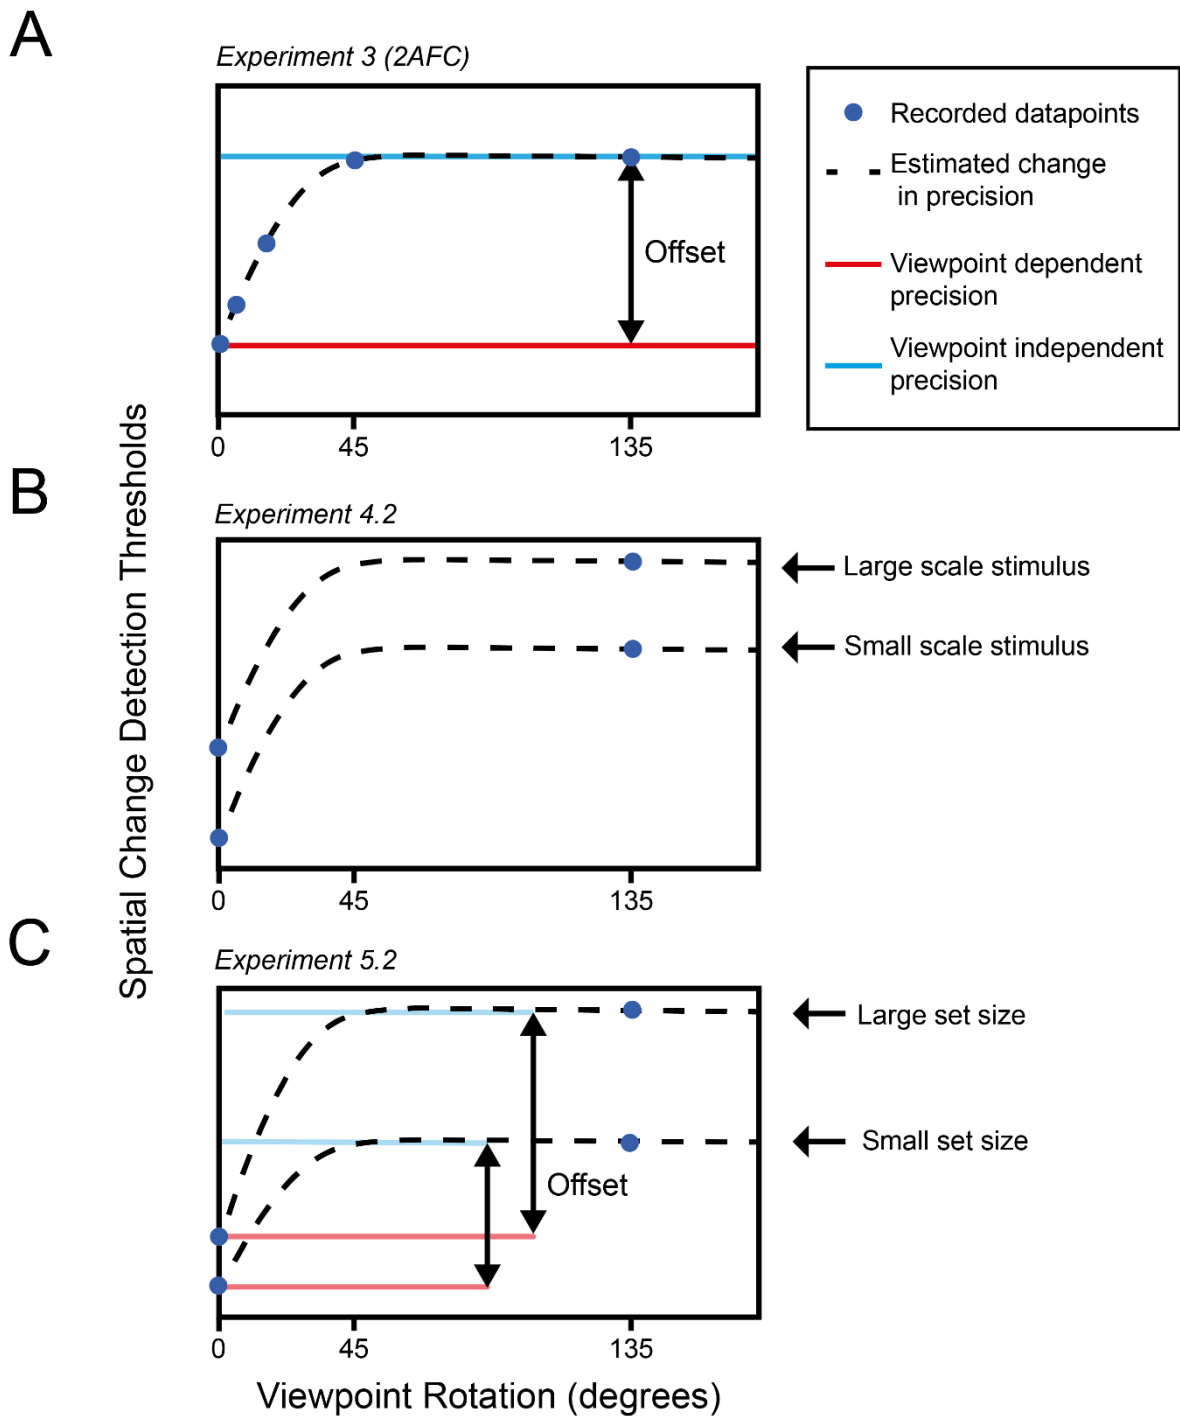 A
Experiment 3 (2AFC)
Offset
0
45
135
Recorded datapoints
Estimated change
in precision
Viewpoint dependent
precision
Viewpoint independent
precision
Spatial Change Detection Thresholds
B
Experiment 4.2
Large scale stimulus
Small scale stimulus
0
45
135
C
Experiment 5.2
Large set size
Small set size
Offset
0
45
135
Viewpoint Rotation (degrees)